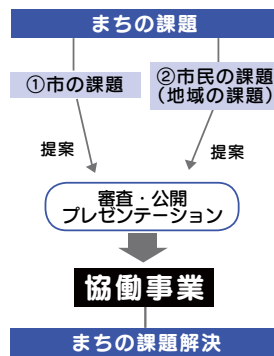 まちの課題
①市の課題
②市民の課題
(地域の課題)
提案
提案
審査・公開
プレゼンテーション
協働事業
まちの課題解決